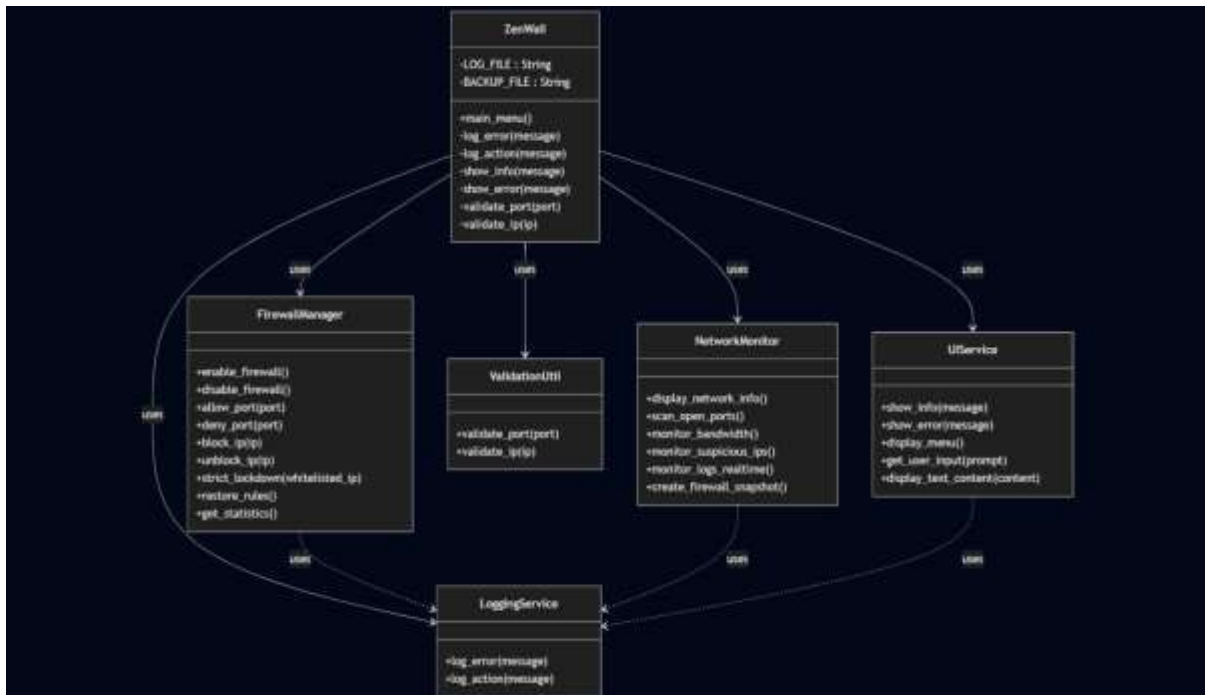 ZenWall
-LOG_FILE : String
-BACKUP_FILE : String
+main_menu()
-log_error(message)
-log_action(message)
-show_info(message)
-show_error(message)
-validate_port(port)
-validate_ip(ip)
uses
uses
uses
uses
FirewallManager
+enable_firewall()
+disable_firewall()
+allow_port(port)
+deny_port(port)
+block_ip(ip)
+unblock_ip(ip)
+strict_lockdown(whitelisted_ip)
+restore_rules()
+get_statistics()
ValidationUtil
+validate_port(port)
+validate_ip(ip)
NetworkMonitor
+display_network_info()
+scan_open_ports()
+monitor_bandwidth()
+monitor_suspicious_ips()
+monitor_logs_realtime()
+create_firewall_snapshot()
UIService
+show_info(message)
+show_error(message)
+display_menu()
+get_user_input(prompt)
+display_text_content(content)
uses
uses
uses
uses
LoggingService
+log_error(message)
+log_action(message)